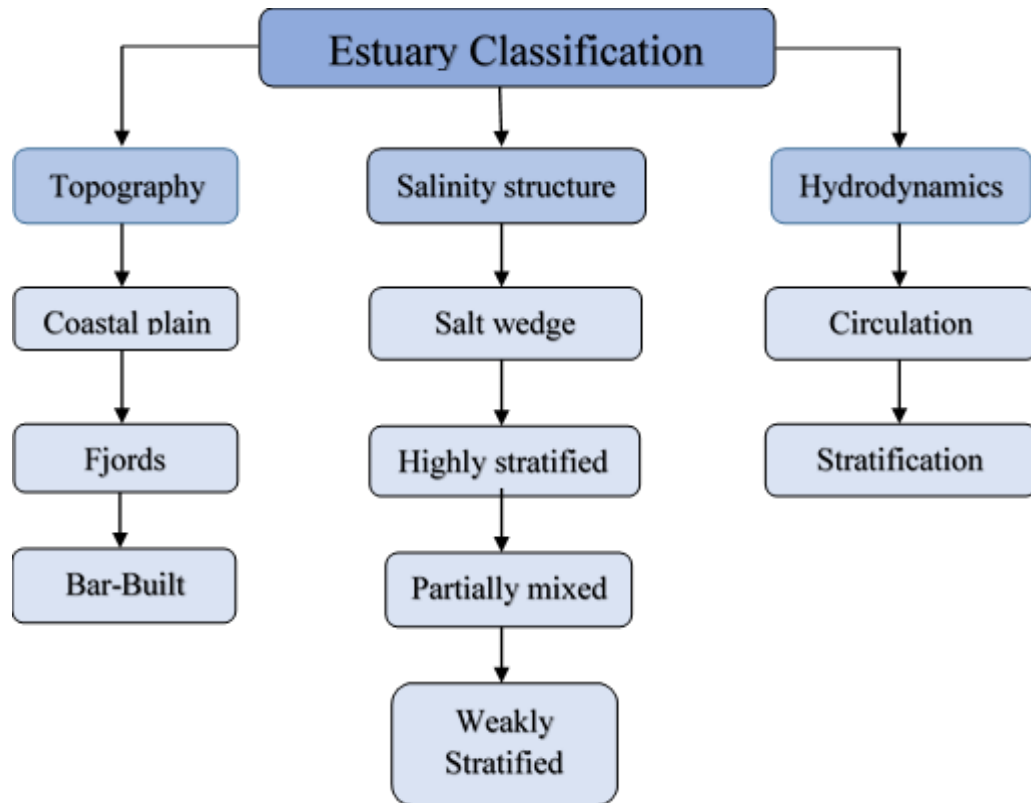 Estuary Classification
Topography
Salinity structure
Hydrodynamics
Coastal plain
Salt wedge
Circulation
Fjords
Highly stratified
Stratification
Bar-Built
Partially mixed
Weakly
Stratified